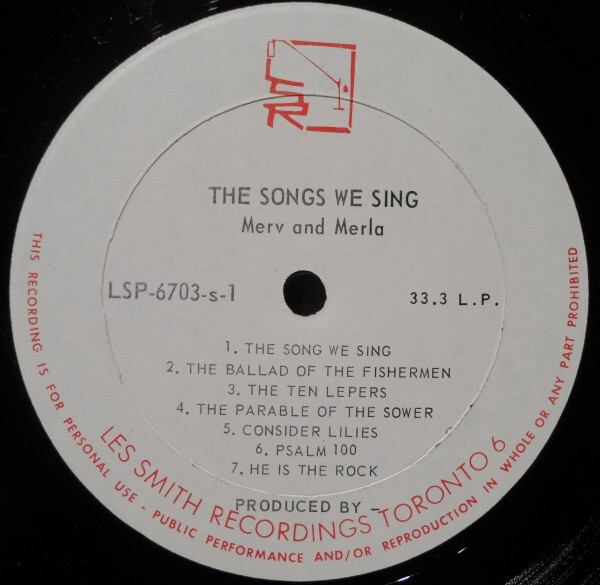 LSR
THE SONGS WE SING
Merv and Merla
LSP-6703-s-1
33.3 L.P.
1. THE SONG WE SING
2. THE BALLAD OF THE FISHERMEN
3. THE TEN LEPERS
4. THE PARABLE OF THE SOWER
5. CONSIDER LILIES
6. PSALM 100
7. HE IS THE ROCK
PRODUCED BY -
LES SMITH RECORDINGS TORONTO 6
THIS RECORDING IS FOR PERSONAL USE - PUBLIC PERFORMANCE AND/OR REPRODUCTION IN WHOLE OR ANY PART PROHIBITED